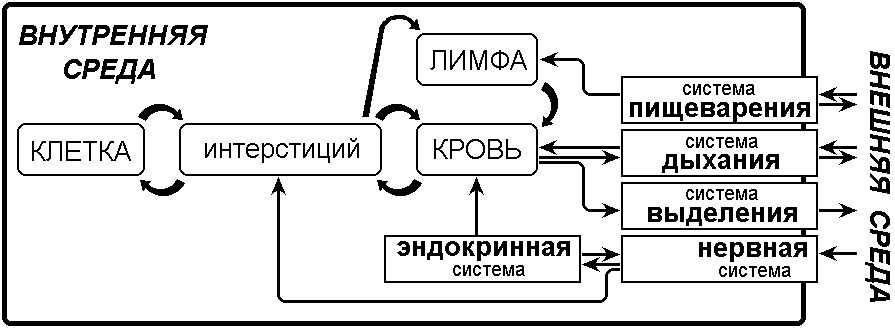 ВНУТРЕННЯЯ
СРЕДА
ЛИМФА
КЛЕТКА
интерстиций
КРОВЬ
система
пищеварения
система
дыхания
система
выделения
эндокринная
система
нервная
система
ВНЕШНЯЯ СРЕДА